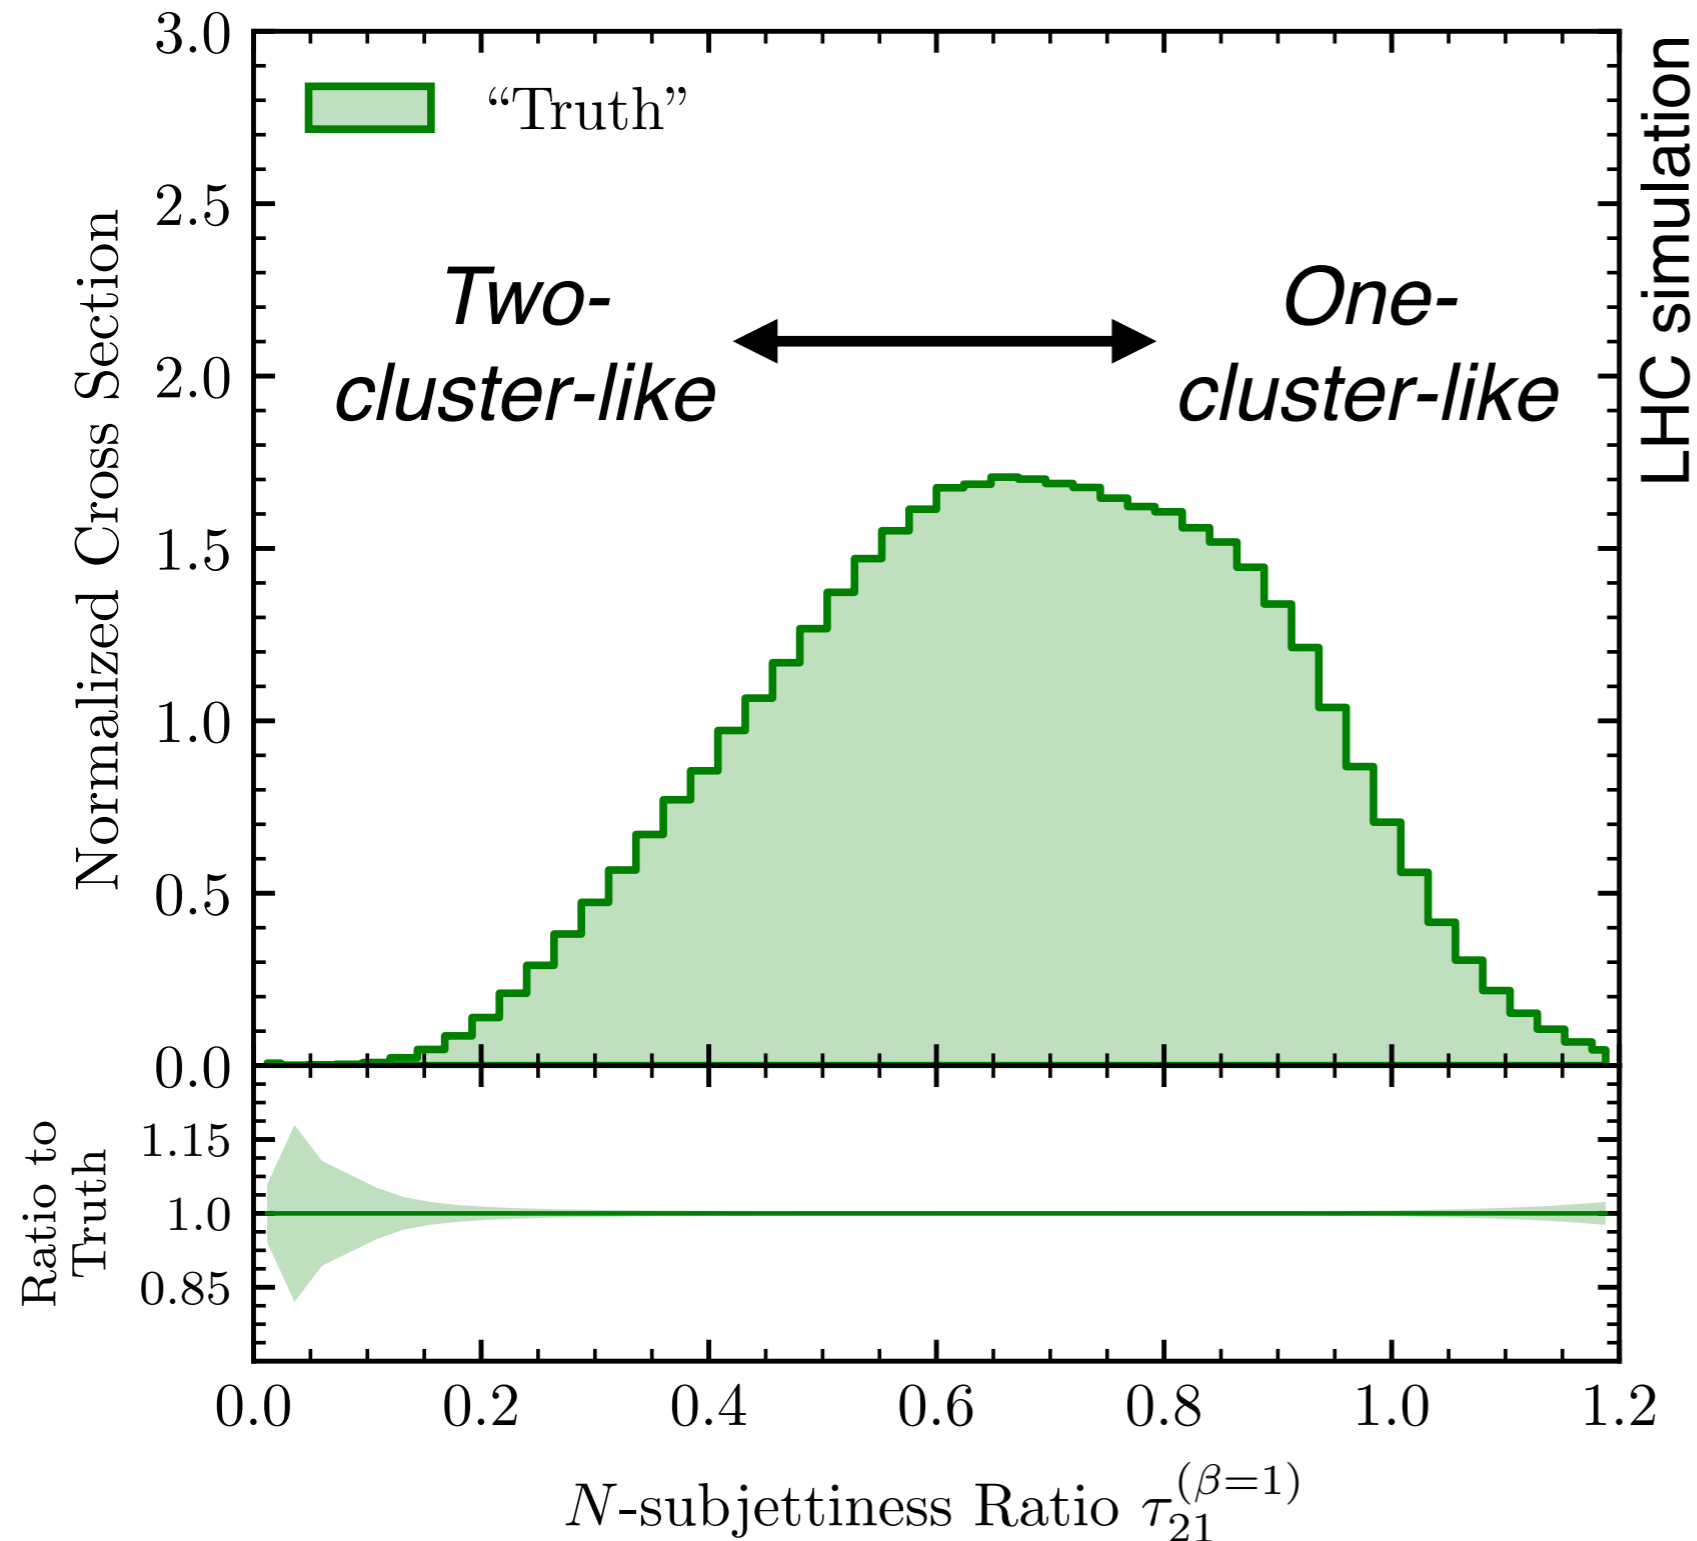 3.0
2.5
2.0
1.5
1.0
0.5
0.0
Normalized Cross Section
“Truth”
Two-
cluster-like
One-
cluster-like
LHC simulation
1.15
1.0
0.85
Ratio to
Truth
0.0 0.2 0.4 0.6 0.8 1.0 1.2
N-subjettiness Ratio τ₂₁^(β=1)